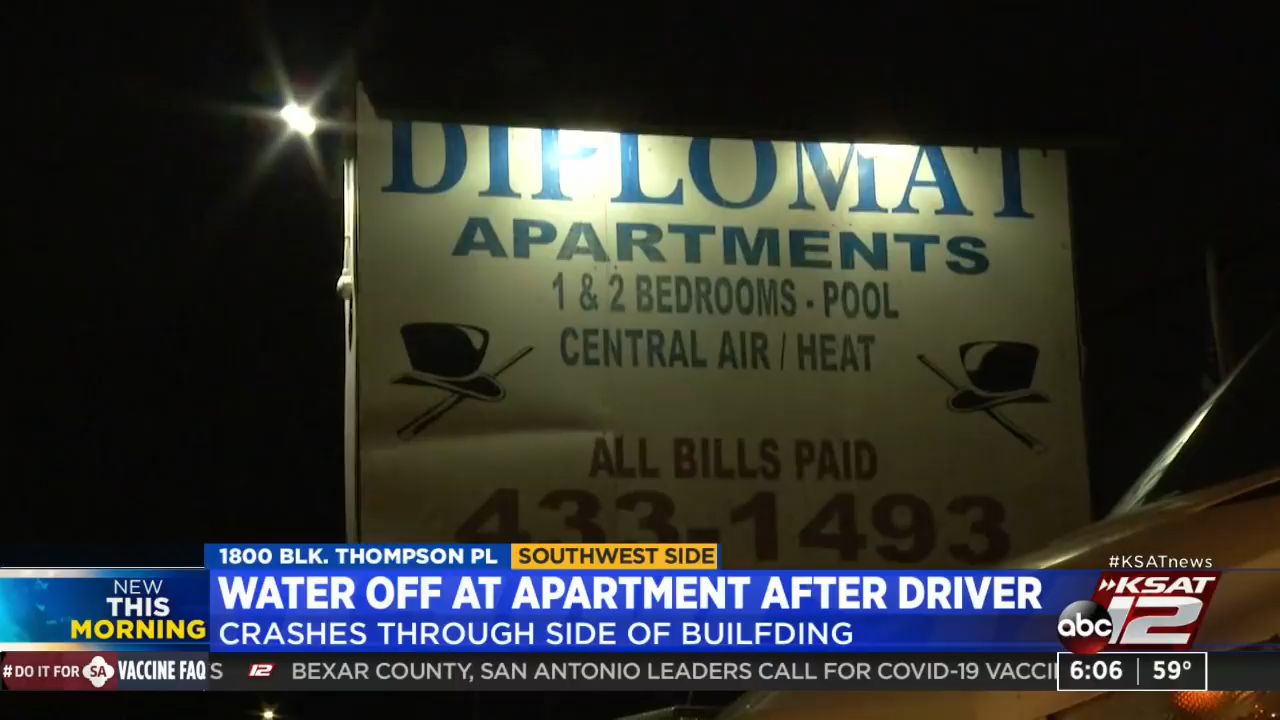 DIPLOMAT
APARTMENTS
1 & 2 BEDROOMS - POOL
CENTRAL AIR / HEAT
ALL BILLS PAID
433-1493
1800 BLK. THOMPSON PL SOUTHWEST SIDE
#KSATnews
NEW
THIS
MORNING
WATER OFF AT APARTMENT AFTER DRIVER
CRASHES THROUGH SIDE OF BUILFDING
KSAT
abc 12
#DO IT FOR SA VACCINE FAQ S 12 BEXAR COUNTY, SAN ANTONIO LEADERS CALL FOR COVID-19 VACCI
6:06 59°